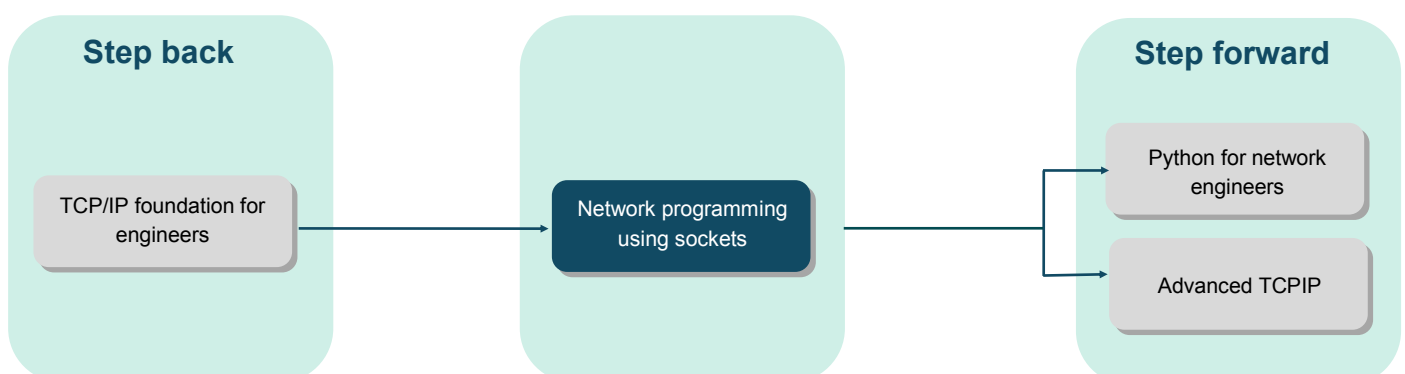 Step back
TCP/IP foundation for
engineers
Network programming
using sockets
Step forward
Python for network
engineers
Advanced TCPIP